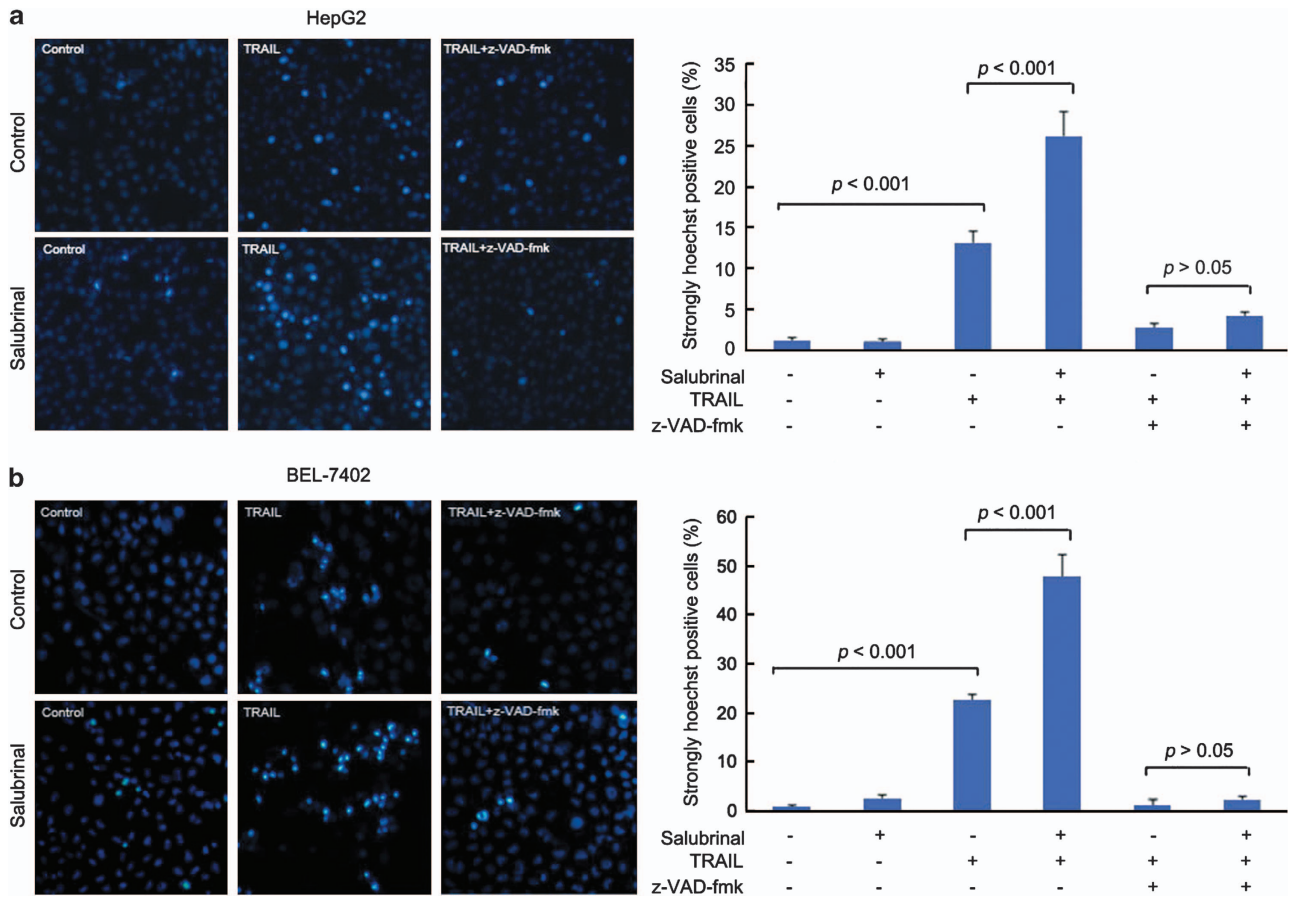 a
HepG2
Control
TRAIL
TRAIL+z-VAD-fmk
Control
Control
TRAIL
TRAIL+z-VAD-fmk
Salubrinal
Strongly hoechst positive cells (%)
35
30
25
20
15
10
5
0
p < 0.001
p < 0.001
p > 0.05
Salubrinal - + - + - +
TRAIL - - + + + +
z-VAD-fmk - - - - + +
b
BEL-7402
Control
TRAIL
TRAIL+z-VAD-fmk
Control
Control
TRAIL
TRAIL+z-VAD-fmk
Salubrinal
Strongly hoechst positive cells (%)
60
50
40
30
20
10
0
p < 0.001
p < 0.001
p > 0.05
Salubrinal - + - + - +
TRAIL - - + + + +
z-VAD-fmk - - - - + +